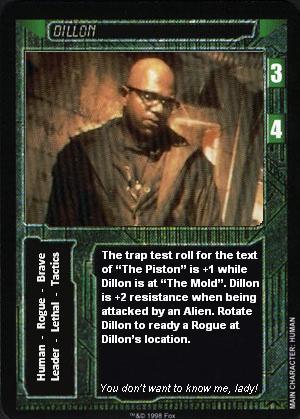 DILLON
3
4
Human - Rogue - Brave
Leader - Lethal - Tactics
The trap test roll for the text
of “The Piston” is +1 while
Dillon is at “The Mold”. Dillon
is +2 resistance when being
attacked by an Alien. Rotate
Dillon to ready a Rogue at
Dillon's location.
You don't want to know me, lady!
MAIN CHARACTER: HUMAN
™&© 1998 Fox